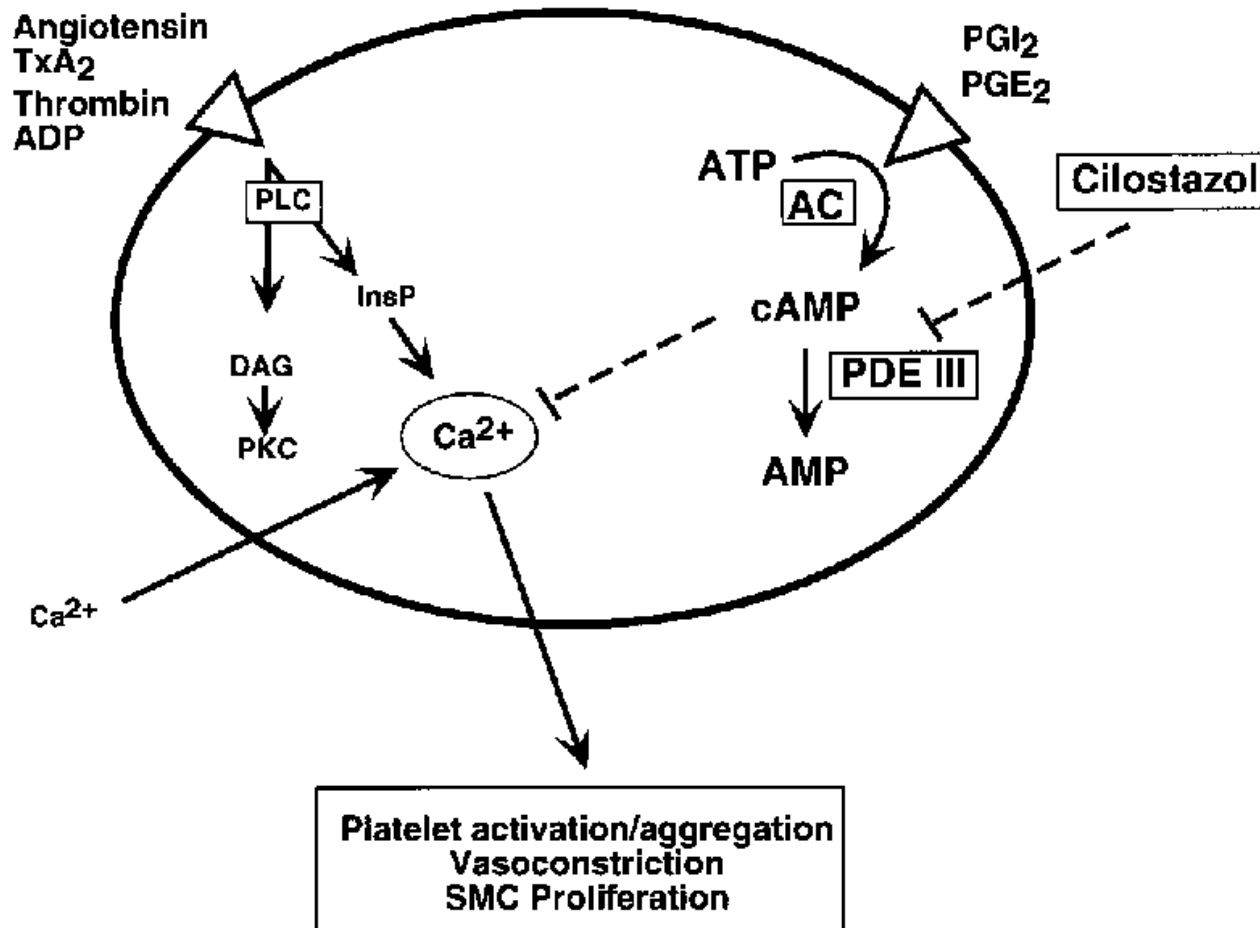 Angiotensin
TxA₂
Thrombin
ADP
PGI₂
PGE₂
ATP
AC
Cilostazol
PLC
InsP
cAMP
DAG
PDE III
PKC
Ca²⁺
AMP
Ca²⁺
Platelet activation/aggregation
Vasoconstriction
SMC Proliferation